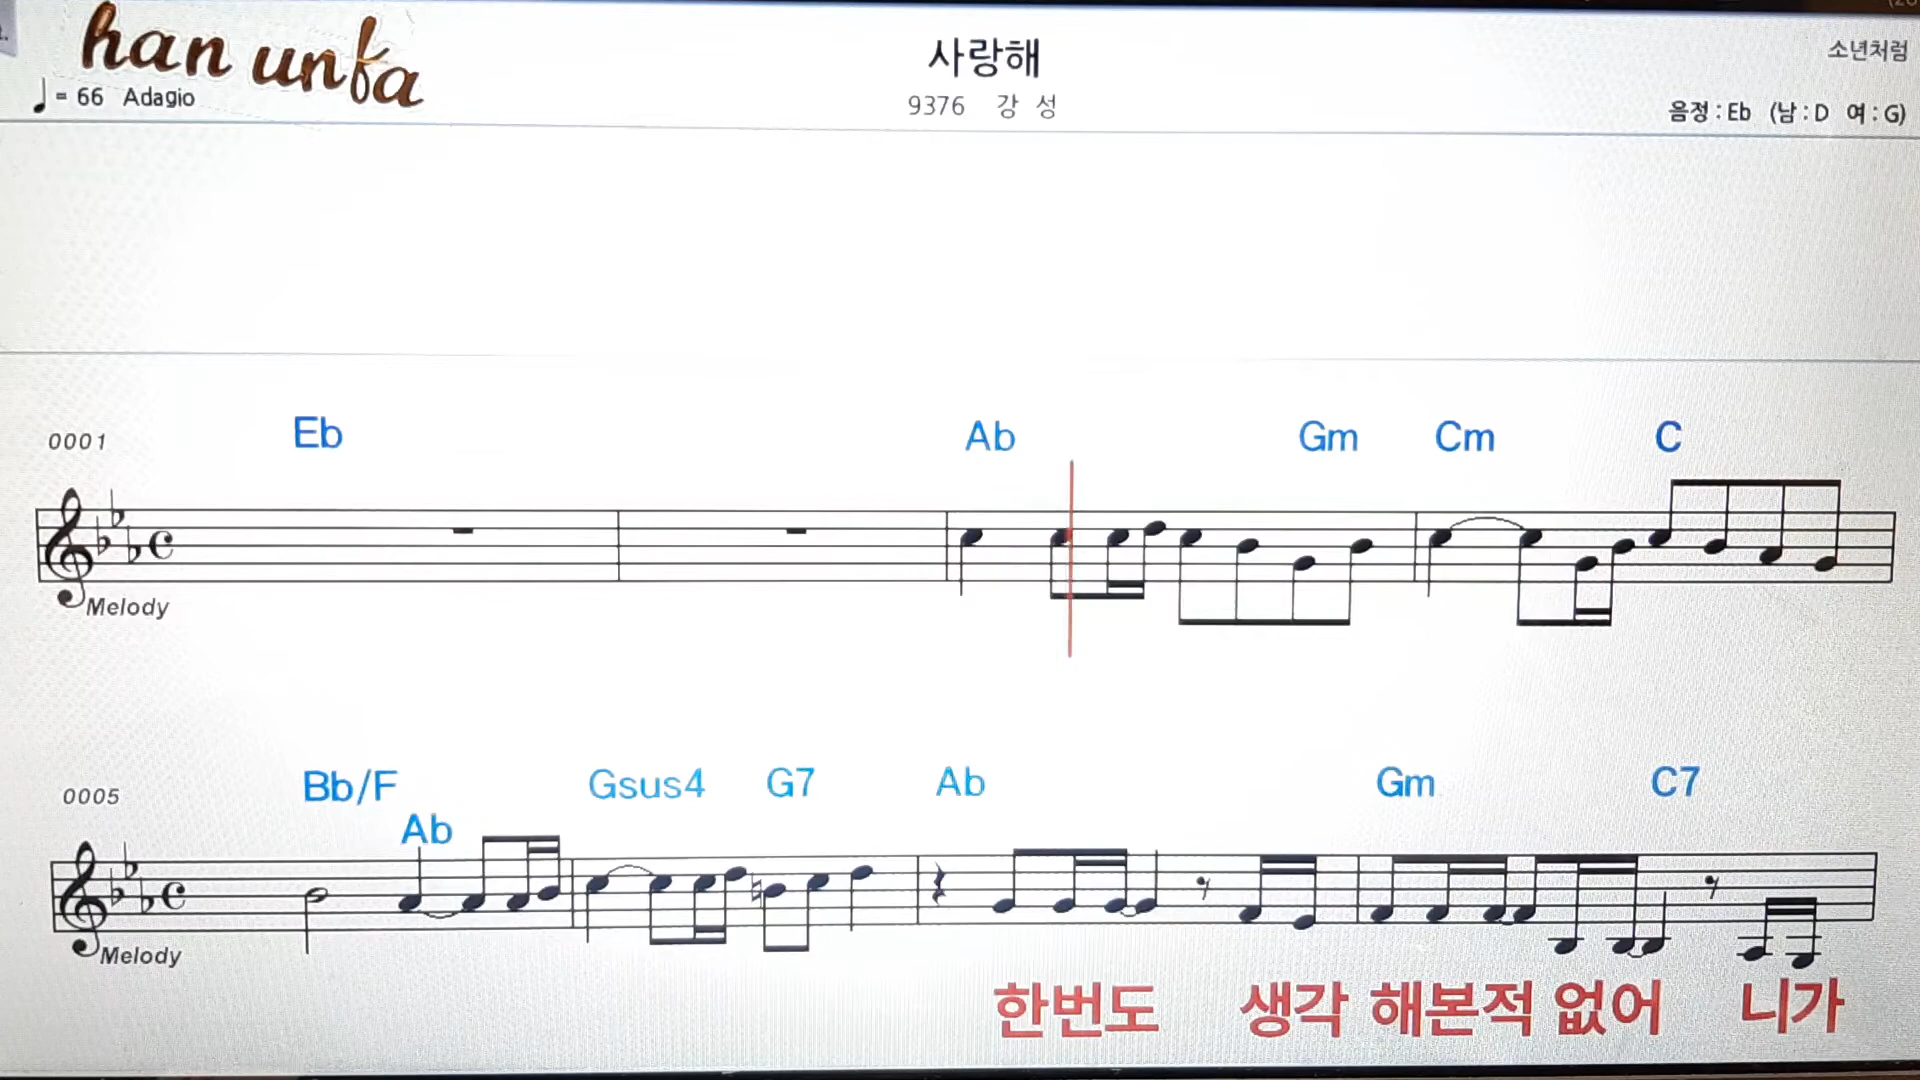 han unfa
사랑해
소년처럼
♩= 66 Adagio
9376 강 성
음정 : Eb (남 : D 여 : G)
0001
Eb Ab Gm Cm C
Melody
0005
Bb/F Ab Gsus4 G7 Ab Gm C7
Melody
한번도 생각 해본적 없어 니가